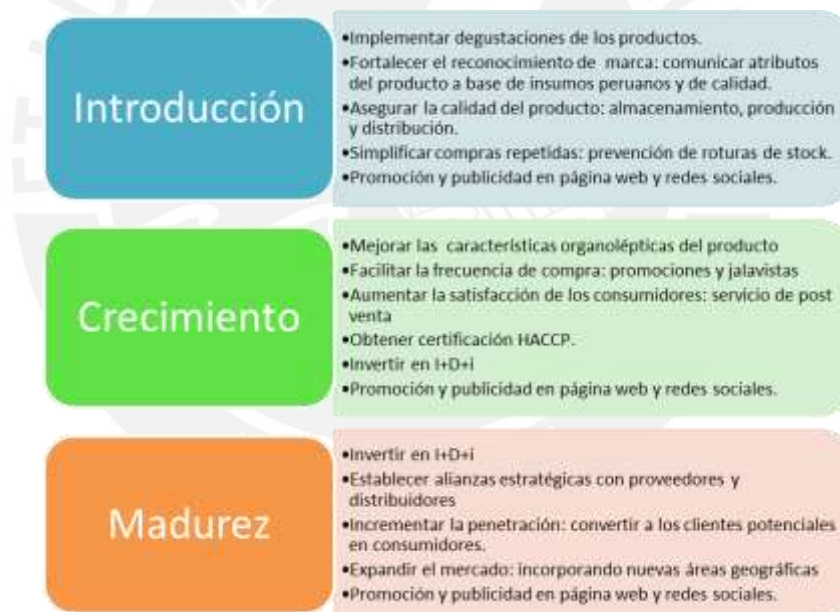 Introducción
•Implementar degustaciones de los productos.
•Fortalecer el reconocimiento de marca: comunicar atributos
del producto a base de insumos peruanos y de calidad.
•Asegurar la calidad del producto: almacenamiento, producción
y distribución.
•Simplificar compras repetidas: prevención de roturas de stock.
•Promoción y publicidad en página web y redes sociales.
Crecimiento
•Mejorar las características organolépticas del producto
•Facilitar la frecuencia de compra: promociones y jalavistas
•Aumentar la satisfacción de los consumidores: servicio de post
venta
•Obtener certificación HACCP.
•Invertir en I+D+i
•Promoción y publicidad en página web y redes sociales.
Madurez
•Invertir en I+D+i
•Establecer alianzas estratégicas con proveedores y
distribuidores
•Incrementar la penetración: convertir a los clientes potenciales
en consumidores.
•Expandir el mercado: incorporando nuevas áreas geográficas
•Promoción y publicidad en página web y redes sociales.